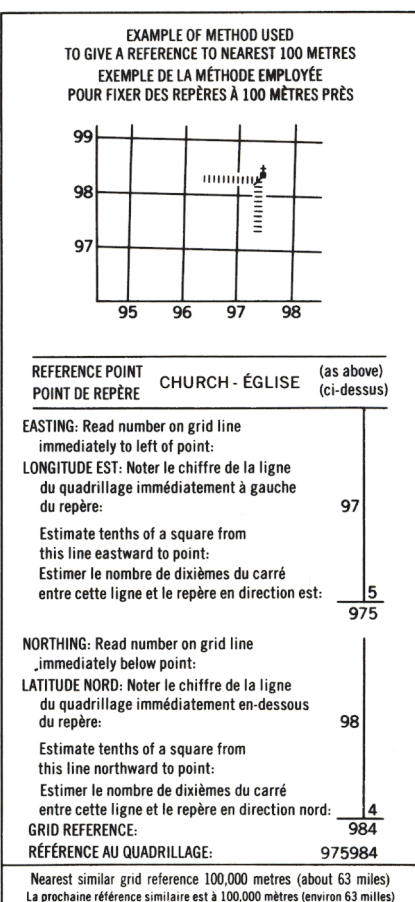 EXAMPLE OF METHOD USED
TO GIVE A REFERENCE TO NEAREST 100 METRES
EXEMPLE DE LA MÉTHODE EMPLOYÉE
POUR FIXER DES REPÈRES À 100 MÈTRES PRÈS
99
98
97
95 96 97 98
REFERENCE POINT
POINT DE REPÈRE
CHURCH - ÉGLISE
(as above)
(ci-dessus)
EASTING: Read number on grid line
immediately to left of point:
LONGITUDE EST: Noter le chiffre de la ligne
du quadrillage immédiatement à gauche
du repère: 97
Estimate tenths of a square from
this line eastward to point:
Estimer le nombre de dixièmes du carré
entre cette ligne et le repère en direction est: 5
975
NORTHING: Read number on grid line
immediately below point:
LATITUDE NORD: Noter le chiffre de la ligne
du quadrillage immédiatement en-dessous
du repère: 98
Estimate tenths of a square from
this line northward to point:
Estimer le nombre de dixièmes du carré
entre cette ligne et le repère en direction nord: 4
GRID REFERENCE: 984
RÉFÉRENCE AU QUADRILLAGE: 975984
Nearest similar grid reference 100,000 metres (about 63 miles)
La prochaine référence similaire est à 100,000 mètres (environ 63 milles)